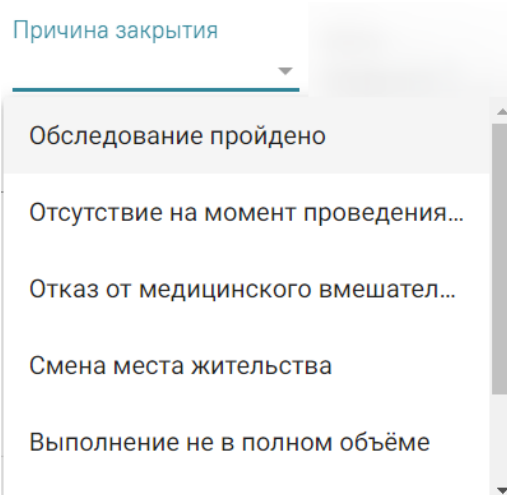 Причина закрытия
Обследование пройдено
Отсутствие на момент проведения...
Отказ от медицинского вмешател...
Смена места жительства
Выполнение не в полном объёме